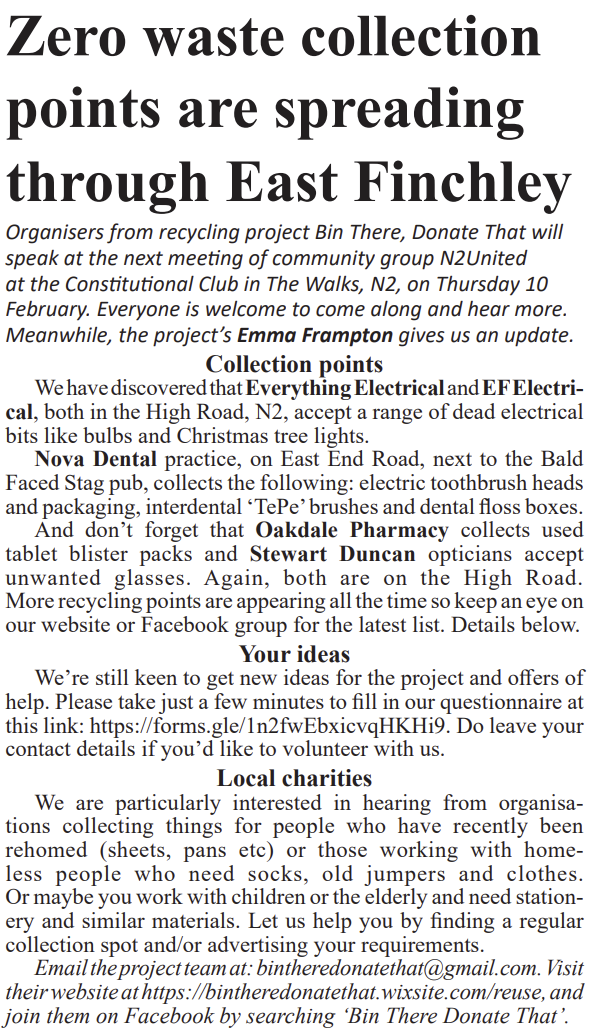 Zero waste collection
points are spreading
through East Finchley
Organisers from recycling project Bin There, Donate That will
speak at the next meeting of community group N2United
at the Constitutional Club in The Walks, N2, on Thursday 10
February. Everyone is welcome to come along and hear more.
Meanwhile, the project's Emma Frampton gives us an update.
Collection points
We have discovered that Everything Electrical and EF Electri-
cal, both in the High Road, N2, accept a range of dead electrical
bits like bulbs and Christmas tree lights.
Nova Dental practice, on East End Road, next to the Bald
Faced Stag pub, collects the following: electric toothbrush heads
and packaging, interdental 'TePe' brushes and dental floss boxes.
And don't forget that Oakdale Pharmacy collects used
tablet blister packs and Stewart Duncan opticians accept
unwanted glasses. Again, both are on the High Road.
More recycling points are appearing all the time so keep an eye on
our website or Facebook group for the latest list. Details below.
Your ideas
We're still keen to get new ideas for the project and offers of
help. Please take just a few minutes to fill in our questionnaire at
this link: https://forms.gle/1n2fwEbxicvqHKHi9. Do leave your
contact details if you'd like to volunteer with us.
Local charities
We are particularly interested in hearing from organisa-
tions collecting things for people who have recently been
rehomed (sheets, pans etc) or those working with home-
less people who need socks, old jumpers and clothes.
Or maybe you work with children or the elderly and need station-
ery and similar materials. Let us help you by finding a regular
collection spot and/or advertising your requirements.
Email the project team at: bintheredonatethat@gmail.com. Visit
their website at https://bintheredonatethat.wixsite.com/reuse, and
join them on Facebook by searching 'Bin There Donate That'.